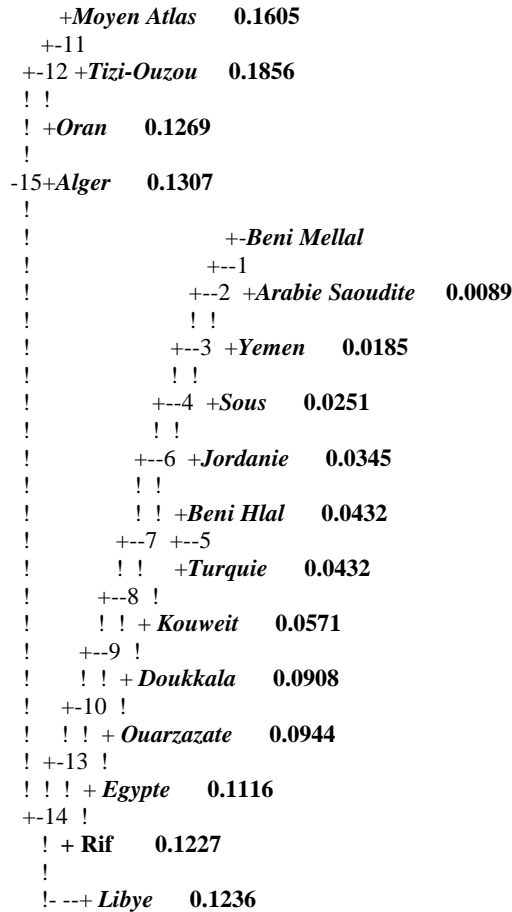 +Moyen Atlas 0.1605
+-11
+-12 +Tizi-Ouzou 0.1856
! !
! +Oran 0.1269
!
-15+Alger 0.1307
!
! +-Beni Mellal
! +--1
! +--2 +Arabie Saoudite 0.0089
! ! !
! +--3 +Yemen 0.0185
! ! !
! +--4 +Sous 0.0251
! ! !
! +--6 +Jordanie 0.0345
! ! !
! ! ! +Beni Hlal 0.0432
! +--7 +--5
! ! ! +Turquie 0.0432
! +--8 !
! ! ! + Kouweit 0.0571
! +--9 !
! ! ! + Doukkala 0.0908
! +-10 !
! ! ! + Ouarzazate 0.0944
! +-13 !
! ! ! + Egypte 0.1116
+-14 !
! + Rif 0.1227
!
!- --+ Libye 0.1236